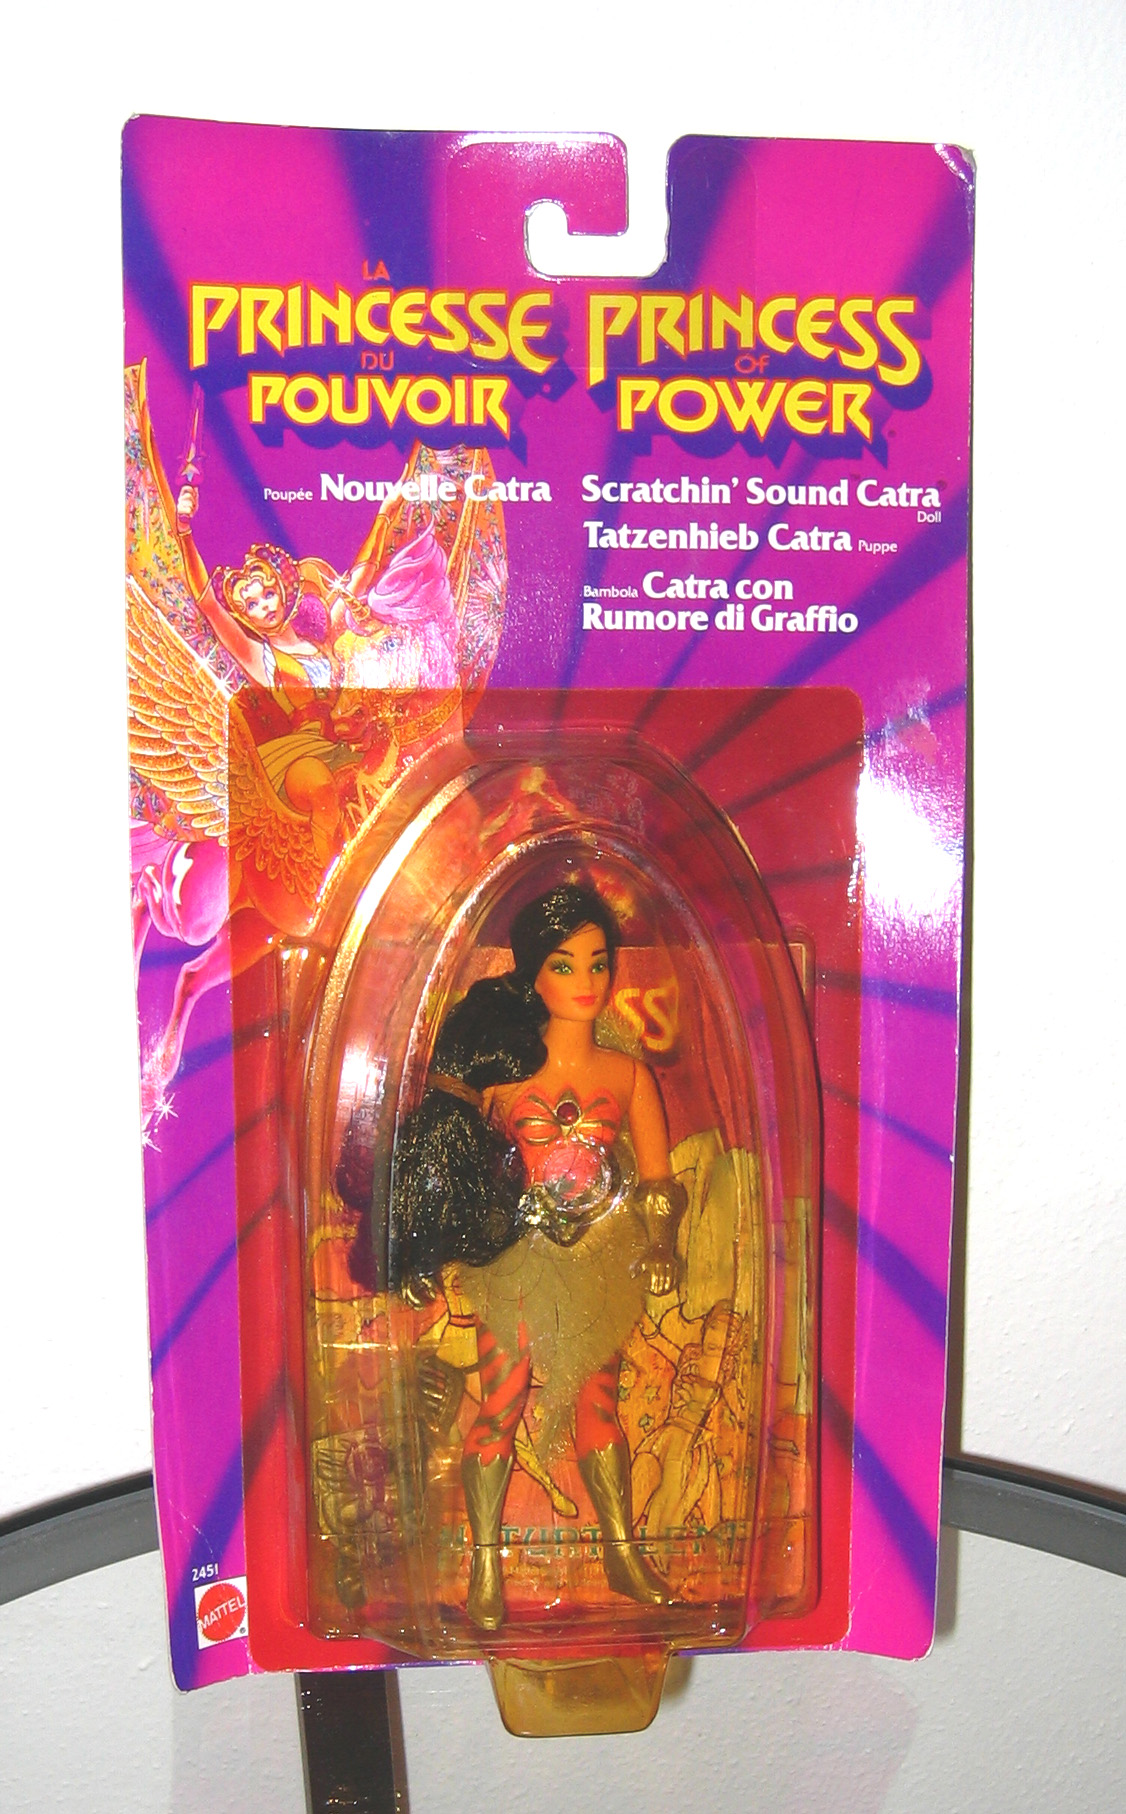 LA
PRINCESSE
DU
POUVOIR
Poupée Nouvelle Catra
PRINCESS
OF
POWER
Scratchin' Sound Catra
Doll
Tatzenhieb Catra Puppe
Bambola Catra con
Rumore di Graffio
SS
2451
MATTEL